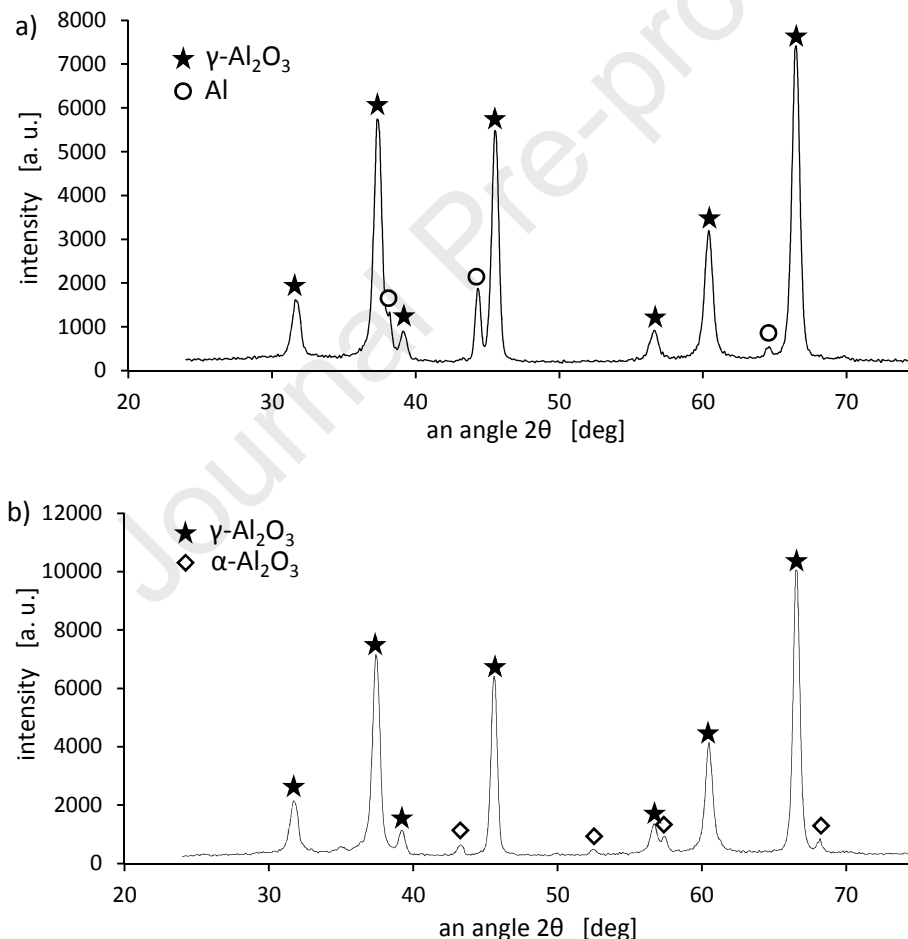 a)
8000
7000
6000
5000
4000
3000
2000
1000
0
intensity [a. u.]
γ-Al₂O₃
Al
20 30 40 50 60 70
an angle 2θ [deg]
Journal Pre-pro
b)
12000
10000
8000
6000
4000
2000
0
intensity [a. u.]
γ-Al₂O₃
α-Al₂O₃
20 30 40 50 60 70
an angle 2θ [deg]